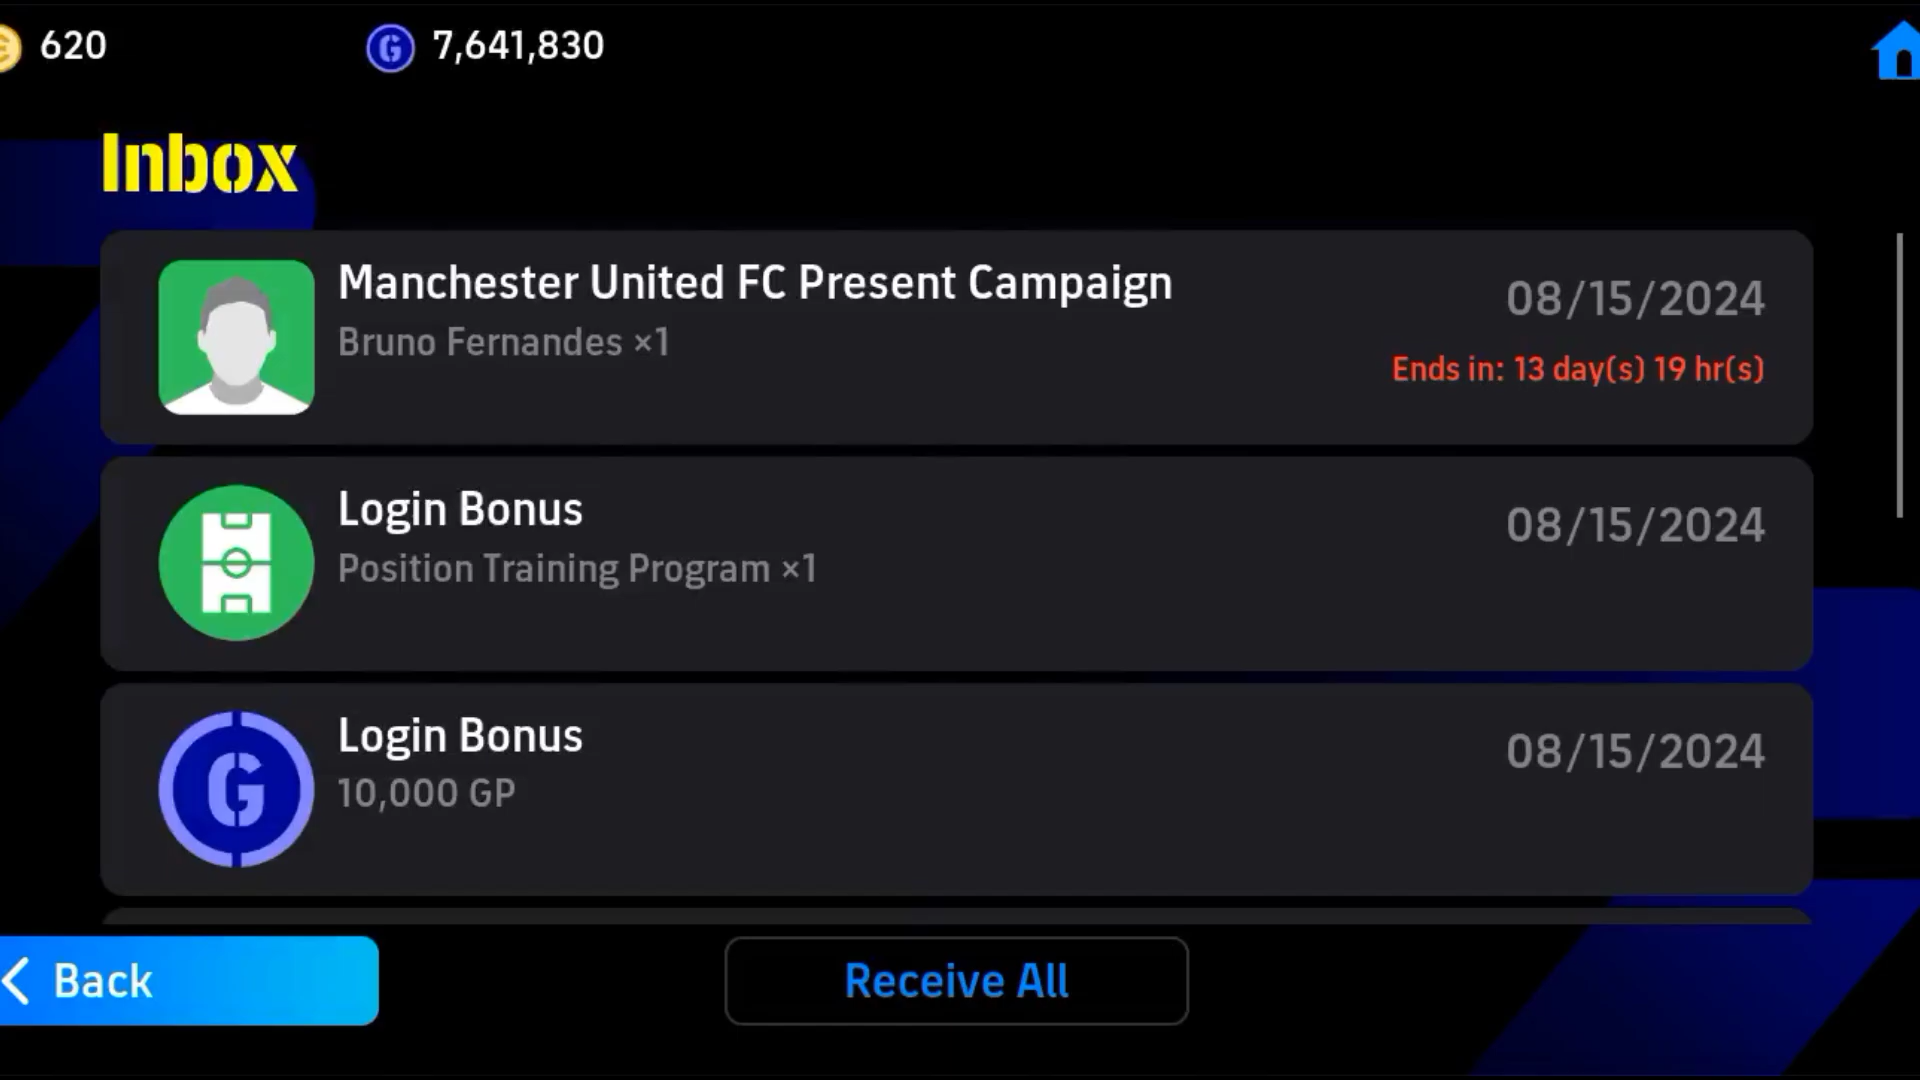 620
G 7,641,830
Inbox
Manchester United FC Present Campaign
Bruno Fernandes ×1
08/15/2024
Ends in: 13 day(s) 19 hr(s)
Login Bonus
Position Training Program ×1
08/15/2024
G
Login Bonus
10,000 GP
08/15/2024
Back
Receive All